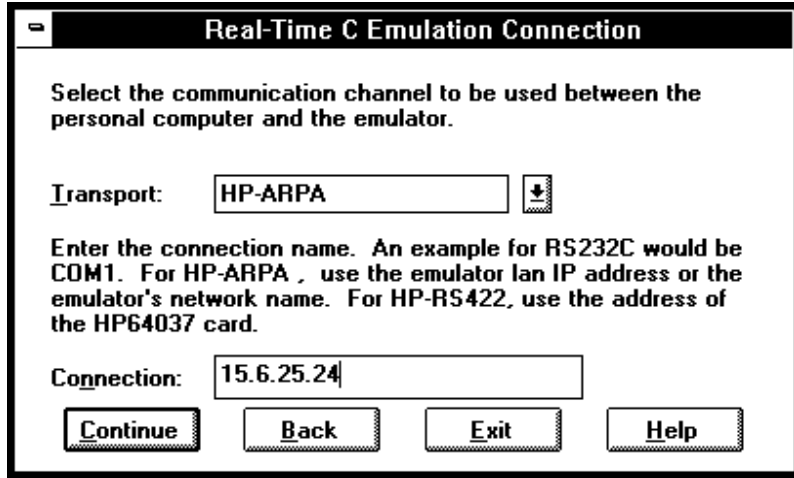 Real-Time C Emulation Connection
Select the communication channel to be used between the
personal computer and the emulator.
Transport: HP-ARPA
Enter the connection name. An example for RS232C would be
COM1. For HP-ARPA , use the emulator lan IP address or the
emulator's network name. For HP-RS422, use the address of
the HP64037 card.
Connection: 15.6.25.24
Continue Back Exit Help